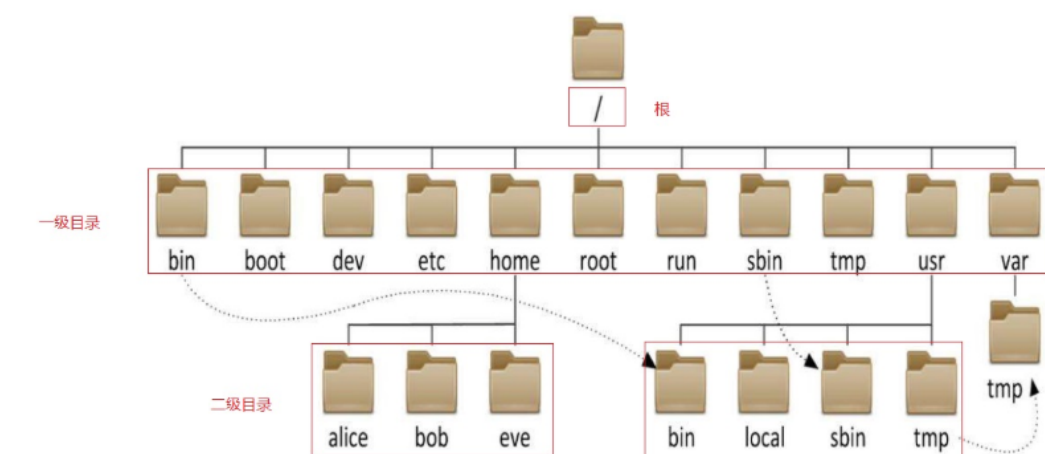 / 根
一级目录
bin boot dev etc home root run sbin tmp usr var
tmp
二级目录
alice bob eve bin local sbin tmp